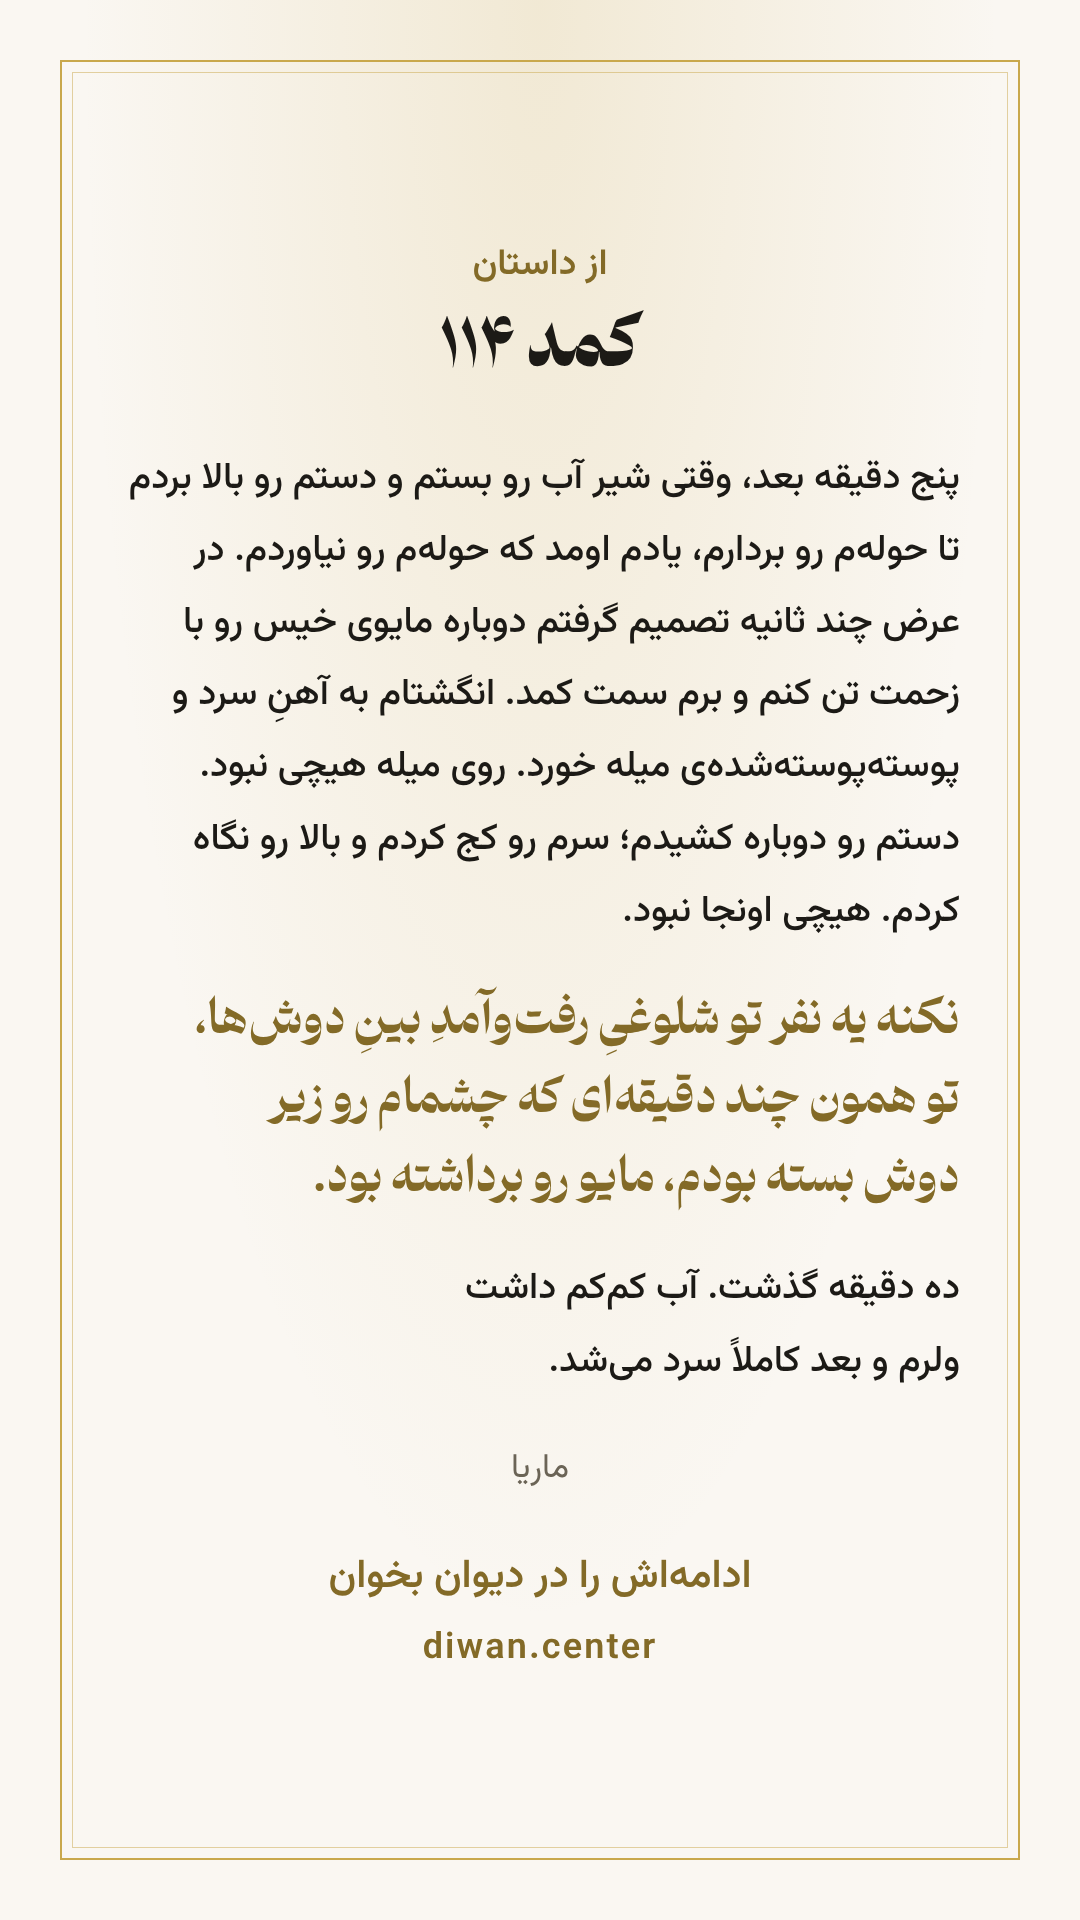 از داستان
کمد ۱۱۴
پنج دقیقه بعد، وقتی شیر آب رو بستم و دستم رو بالا بردم
تا حوله‌م رو بردارم، یادم اومد که حوله‌م رو نیاوردم. در
عرض چند ثانیه تصمیم گرفتم دوباره مایوی خیس رو با
زحمت تن کنم و برم سمت کمد. انگشتام به آهنِ سرد و
پوسته‌پوسته‌شده‌ی میله خورد. روی میله هیچی نبود.
دستم رو دوباره کشیدم؛ سرم رو کج کردم و بالا رو نگاه
کردم. هیچی اونجا نبود.
نکنه یه نفر تو شلوغیِ رفت‌وآمدِ بینِ دوش‌ها،
تو همون چند دقیقه‌ای که چشمام رو زیر
دوش بسته بودم، مایو رو برداشته بود.
ده دقیقه گذشت. آب کم‌کم داشت
ولرم و بعد کاملاً سرد می‌شد.
ماریا
ادامه‌اش را در دیوان بخوان
diwan.center